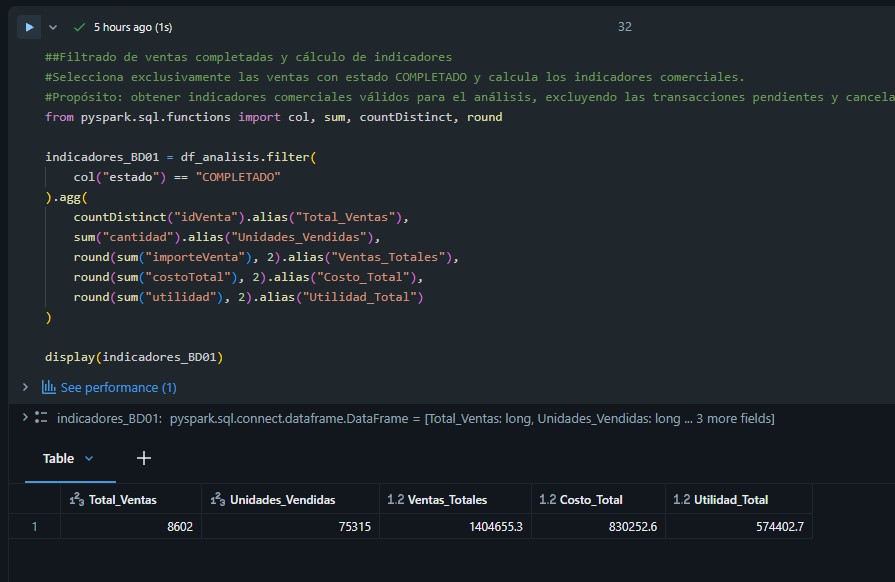 5 hours ago (1s)
32
##Filtrado de ventas completadas y cálculo de indicadores
#Selecciona exclusivamente las ventas con estado COMPLETADO y calcula los indicadores comerciales.
#Propósito: obtener indicadores comerciales válidos para el análisis, excluyendo las transacciones pendientes y cancela
from pyspark.sql.functions import col, sum, countDistinct, round
indicadores_BD01 = df_analisis.filter(
    col("estado") == "COMPLETADO"
).agg(
    countDistinct("idVenta").alias("Total_Ventas"),
    sum("cantidad").alias("Unidades_Vendidas"),
    round(sum("importeVenta"), 2).alias("Ventas_Totales"),
    round(sum("costoTotal"), 2).alias("Costo_Total"),
    round(sum("utilidad"), 2).alias("Utilidad_Total")
)
display(indicadores_BD01)
See performance (1)
indicadores_BD01: pyspark.sql.connect.dataframe.DataFrame = [Total_Ventas: long, Unidades_Vendidas: long ... 3 more fields]
Table +
123 Total_Ventas 123 Unidades_Vendidas 1.2 Ventas_Totales 1.2 Costo_Total 1.2 Utilidad_Total
1 8602 75315 1404655.3 830252.6 574402.7